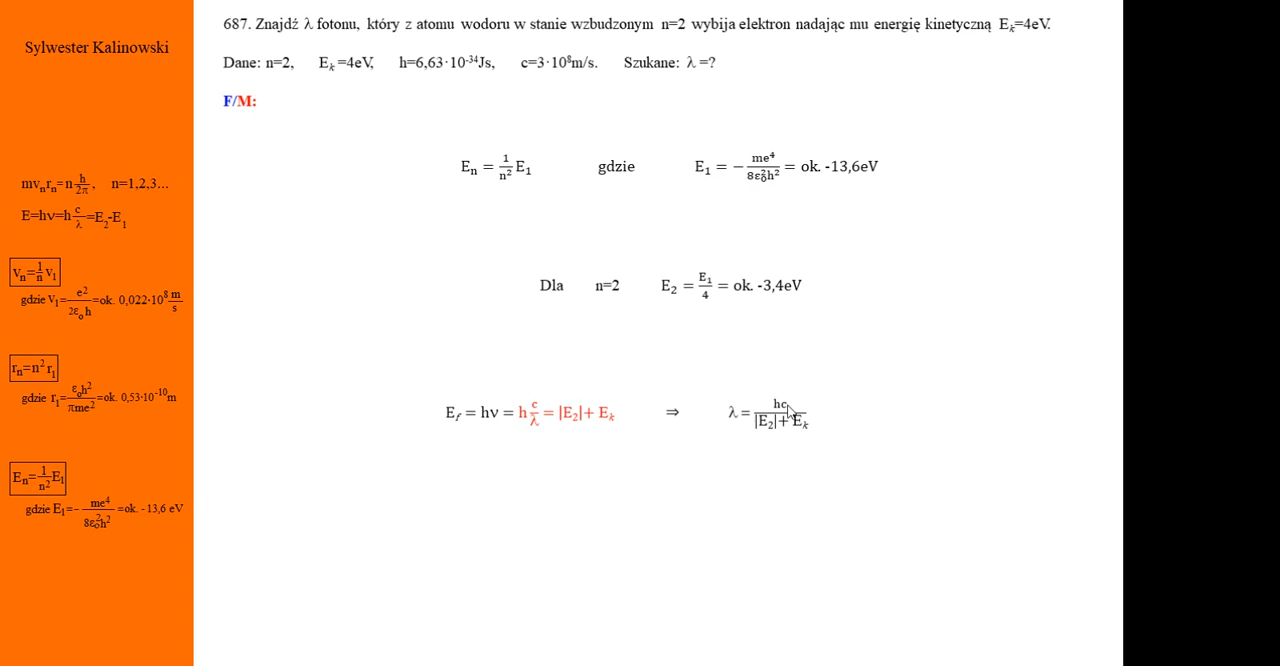 Sylwester Kalinowski
mvₙrₙ=n h/2π, n=1,2,3...
E=hν=h c/λ=E₂-E₁
vₙ=1/n v₁
gdzie v₁=e²/2εₒh=ok. 0,022·10⁸ m/s
rₙ=n²r₁
gdzie r₁=εₒh²/πme²=ok. 0,53·10⁻¹⁰m
Eₙ=1/n² E₁
gdzie E₁=-me⁴/8εₒ²h²=ok. -13,6 eV
687. Znajdź λ fotonu, który z atomu wodoru w stanie wzbudzonym n=2 wybija elektron nadając mu energię kinetyczną Eₖ=4eV.
Dane: n=2, Eₖ=4eV, h=6,63·10⁻³⁴Js, c=3·10⁸m/s. Szukane: λ=?
F/M:
Eₙ = 1/n² E₁ gdzie E₁ = − me⁴/8ε₀²h² = ok. -13,6eV
Dla n=2 E₂ = E₁/4 = ok. -3,4eV
E_f = hν = h c/λ = |E₂|+ Eₖ ⇒ λ = hc/|E₂|+ Eₖ